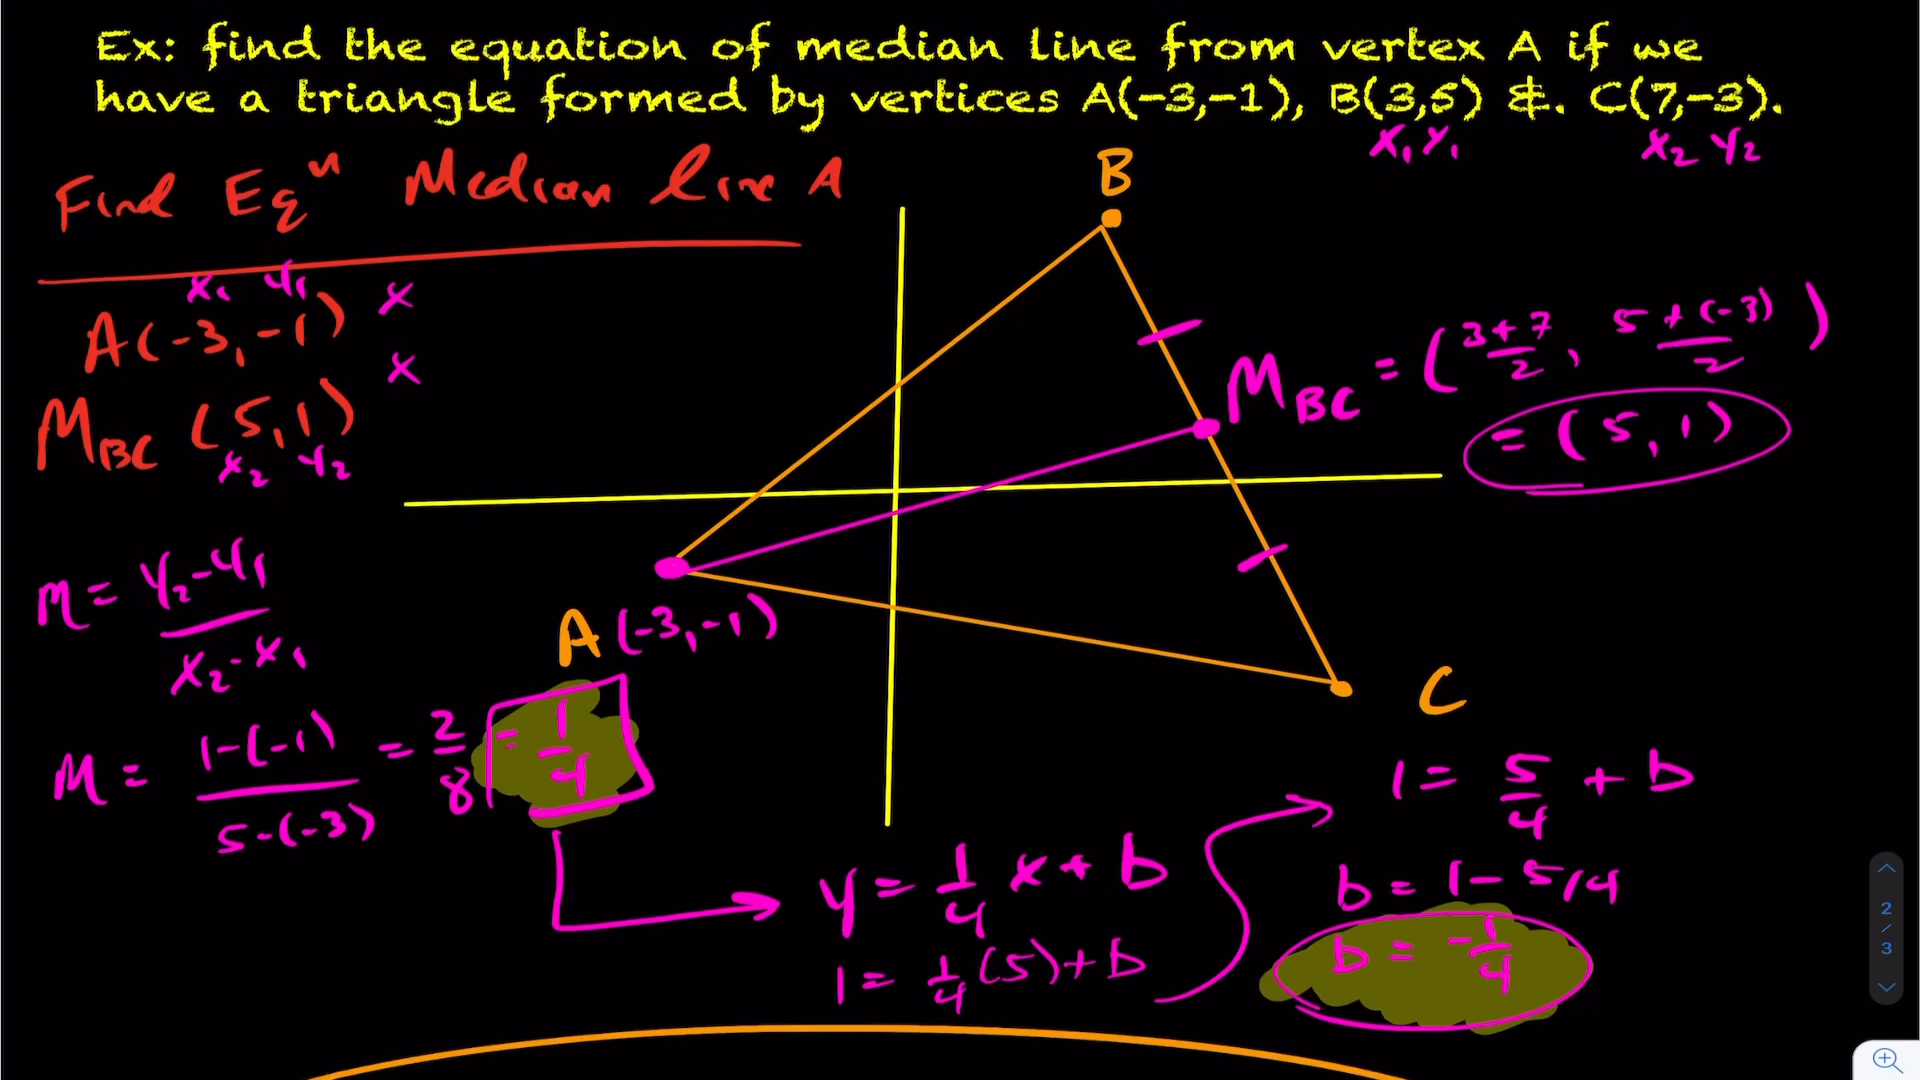 Ex: find the equation of median line from vertex A if we
have a triangle formed by vertices A(-3,-1), B(3,5) &. C(7,-3).
x₁ y₁ x₂ y₂
Find Eqⁿ Median line A
B
x₁ y₁
A(-3,-1) x
x
M_BC (5,1)
x₂ y₂
M_BC = (3+7/2, 5+(-3)/2)
= (5,1)
m = y₂-y₁/x₂-x₁
A (-3,-1)
C
m = 1-(-1)/5-(-3) = 2/8 = 1/4
y = 1/4 x + b
1 = 1/4 (5) + b
1 = 5/4 + b
b = 1 - 5/4
b = -1/4
2
/
3